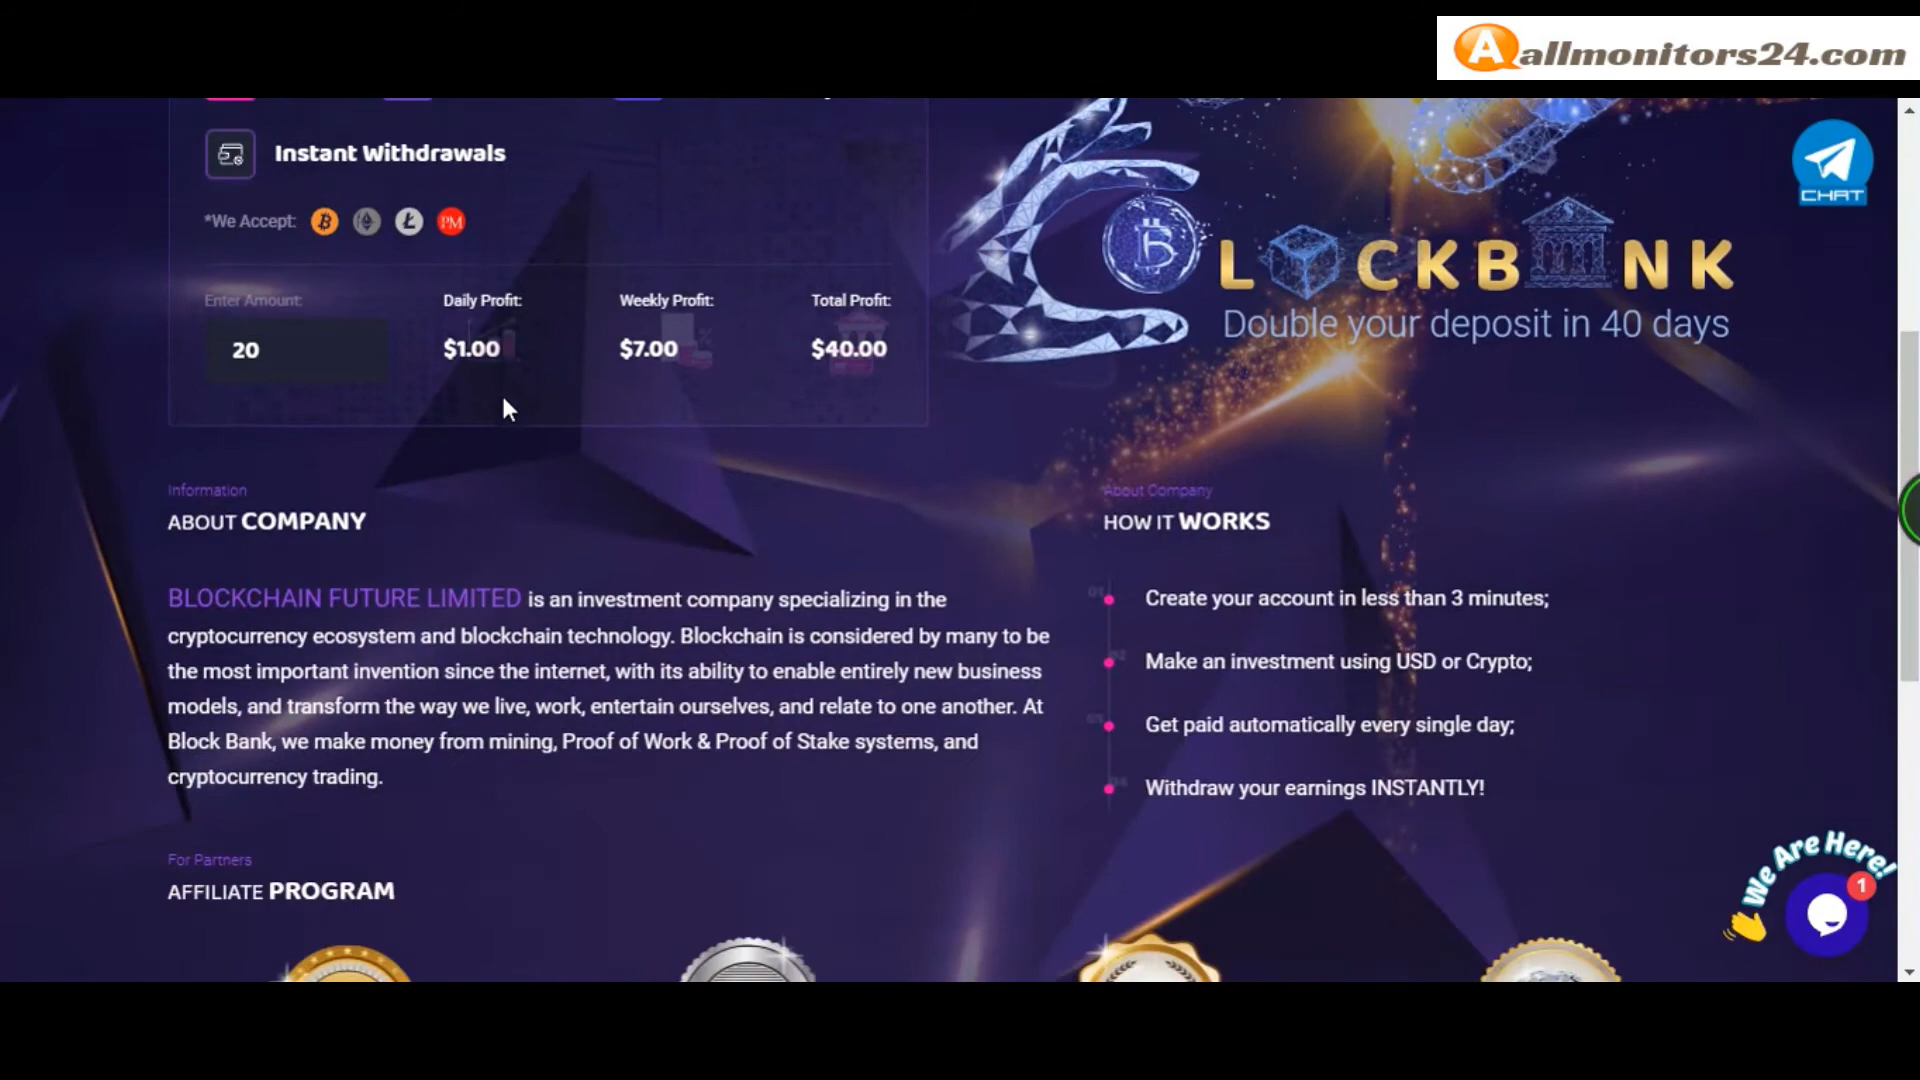 Aallmonitors24.com
Instant Withdrawals
CHAT
*We Accept:
PM
BLOCKBANK
Double your deposit in 40 days
Enter Amount: Daily Profit: Weekly Profit: Total Profit:
20 $1.00 $7.00 $40.00
Information
ABOUT COMPANY
BLOCKCHAIN FUTURE LIMITED is an investment company specializing in the
cryptocurrency ecosystem and blockchain technology. Blockchain is considered by many to be
the most important invention since the internet, with its ability to enable entirely new business
models, and transform the way we live, work, entertain ourselves, and relate to one another. At
Block Bank, we make money from mining, Proof of Work & Proof of Stake systems, and
cryptocurrency trading.
About Company
HOW IT WORKS
Create your account in less than 3 minutes;
Make an investment using USD or Crypto;
Get paid automatically every single day;
Withdraw your earnings INSTANTLY!
For Partners
AFFILIATE PROGRAM
We Are Here!
1